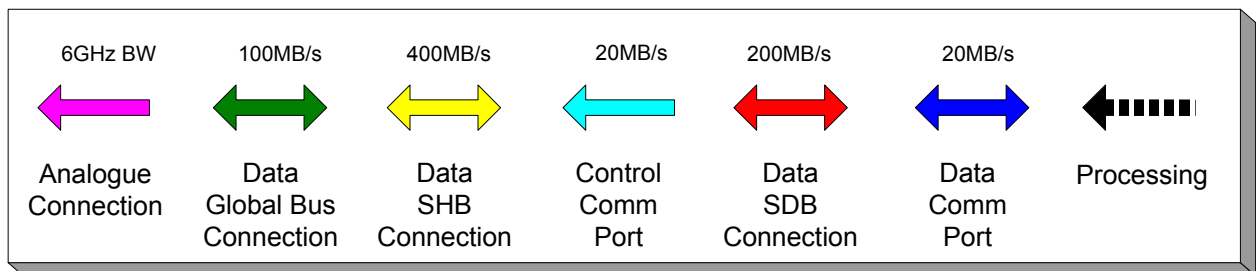 6GHz BW
100MB/s
400MB/s
20MB/s
200MB/s
20MB/s
Analogue
Connection
Data
Global Bus
Connection
Data
SHB
Connection
Control
Comm
Port
Data
SDB
Connection
Data
Comm
Port
Processing